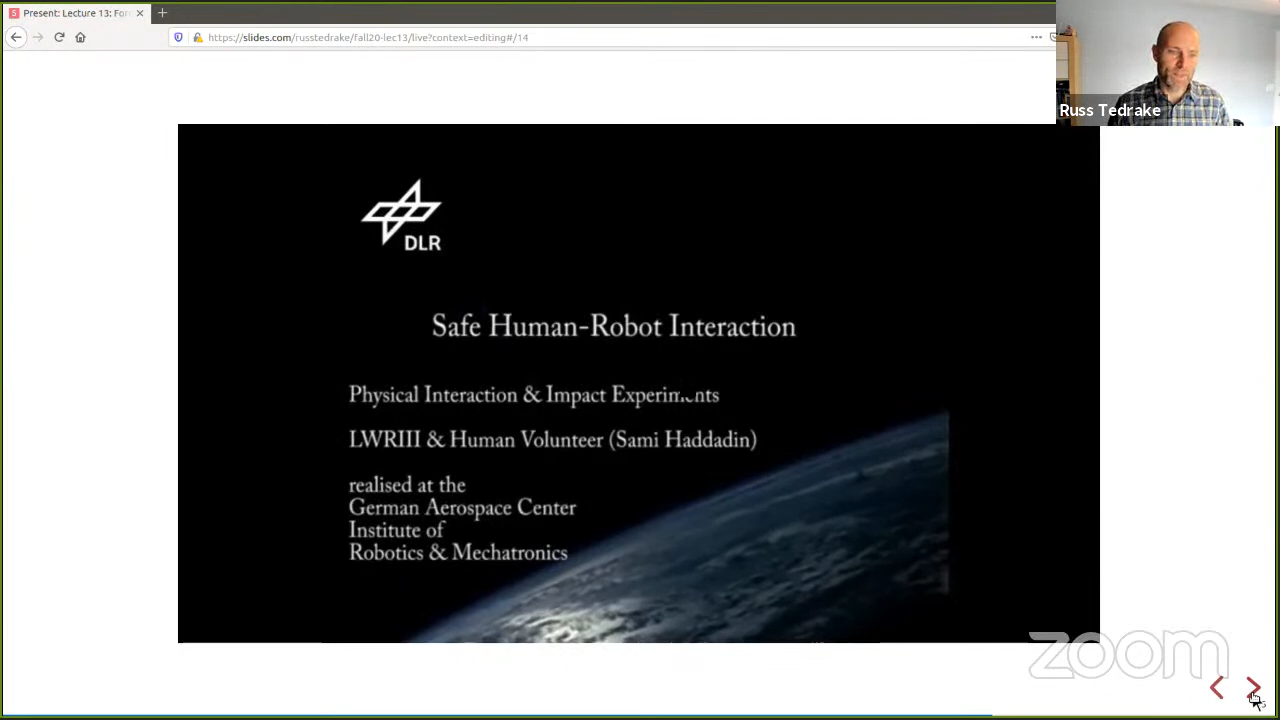 Present: Lecture 13: For
https://slides.com/russtedrake/fall20-lec13/live?context=editing#/14
Russ Tedrake
DLR
Safe Human-Robot Interaction
Physical Interaction & Impact Experiments
LWRIII & Human Volunteer (Sami Haddadin)
realised at the
German Aerospace Center
Institute of
Robotics & Mechatronics
zoom